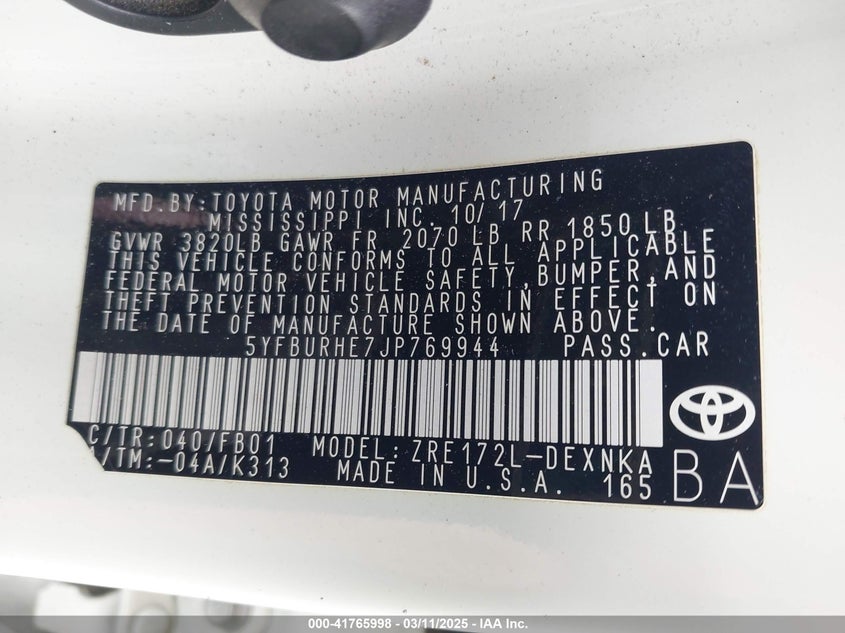 MFD.BY:TOYOTA MOTOR MANUFACTURING
MISSISSIPPI INC. 10/17
GVWR 3820LB GAWR FR 2070 LB RR 1850 LB
THIS VEHICLE CONFORMS TO ALL APPLICABLE
FEDERAL MOTOR VEHICLE SAFETY,BUMPER,AND
THEFT PREVENTION STANDARDS IN EFFECT ON
THE DATE OF MANUFACTURE SHOWN ABOVE.
5YFBURHE7JP769944 PASS.CAR
C/TR:040/FB01 MODEL:ZRE172L-DEXNKA
/TM:-04A/K313 MADE IN U.S.A. 165 BA
000-41765998 - 03/11/2025 - IAA Inc.